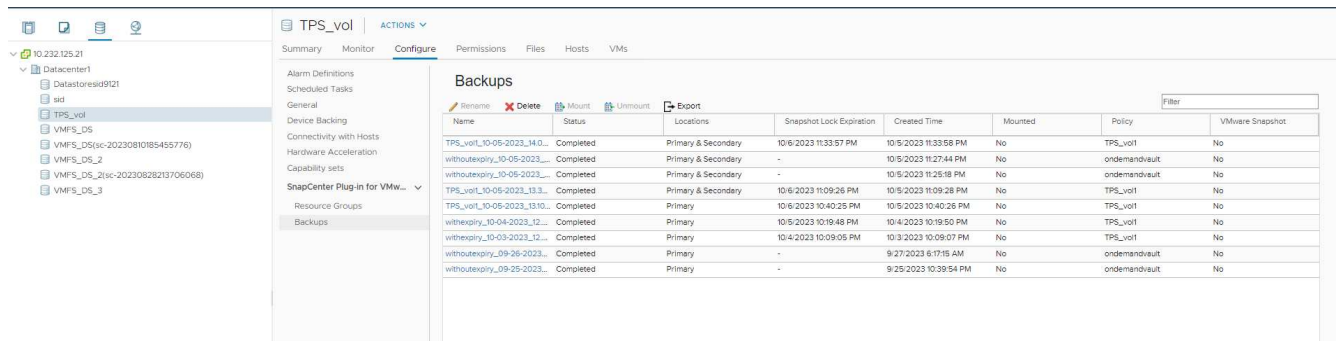 TPS_vol ACTIONS
Summary Monitor Configure Permissions Files Hosts VMs
10.232.125.21
Datacenter1
Datastoresid9121
sid
TPS_vol
VMFS_DS
VMFS_DS(sc-20230810185455776)
VMFS_DS_2
VMFS_DS_2(sc-20230828213706068)
VMFS_DS_3
Alarm Definitions
Scheduled Tasks
General
Device Backing
Connectivity with Hosts
Hardware Acceleration
Capability sets
SnapCenter Plug-in for VMw...
Resource Groups
Backups
Backups
Rename Delete Mount Unmount Export Filter
Name Status Locations Snapshot Lock Expiration Created Time Mounted Policy VMware Snapshot
TPS_vol1_10-05-2023_14.0... Completed Primary & Secondary 10/6/2023 11:33:57 PM 10/5/2023 11:33:58 PM No TPS_vol1 No
withoutexpiry_10-05-2023_... Completed Primary & Secondary - 10/5/2023 11:27:44 PM No ondemandvault No
withoutexpiry_10-05-2023_... Completed Primary & Secondary - 10/5/2023 11:25:18 PM No ondemandvault No
TPS_vol1_10-05-2023_13.3... Completed Primary & Secondary 10/6/2023 11:09:26 PM 10/5/2023 11:09:28 PM No TPS_vol1 No
TPS_vol1_10-05-2023_13.10... Completed Primary 10/6/2023 10:40:25 PM 10/5/2023 10:40:26 PM No TPS_vol1 No
withexpiry_10-04-2023_12.... Completed Primary 10/5/2023 10:19:48 PM 10/4/2023 10:19:50 PM No TPS_vol1 No
withexpiry_10-03-2023_12.... Completed Primary 10/4/2023 10:09:05 PM 10/3/2023 10:09:07 PM No TPS_vol1 No
withoutexpiry_09-26-2023... Completed Primary - 9/27/2023 6:17:15 AM No ondemandvault No
withoutexpiry_09-25-2023... Completed Primary - 9/25/2023 10:39:54 PM No ondemandvault No